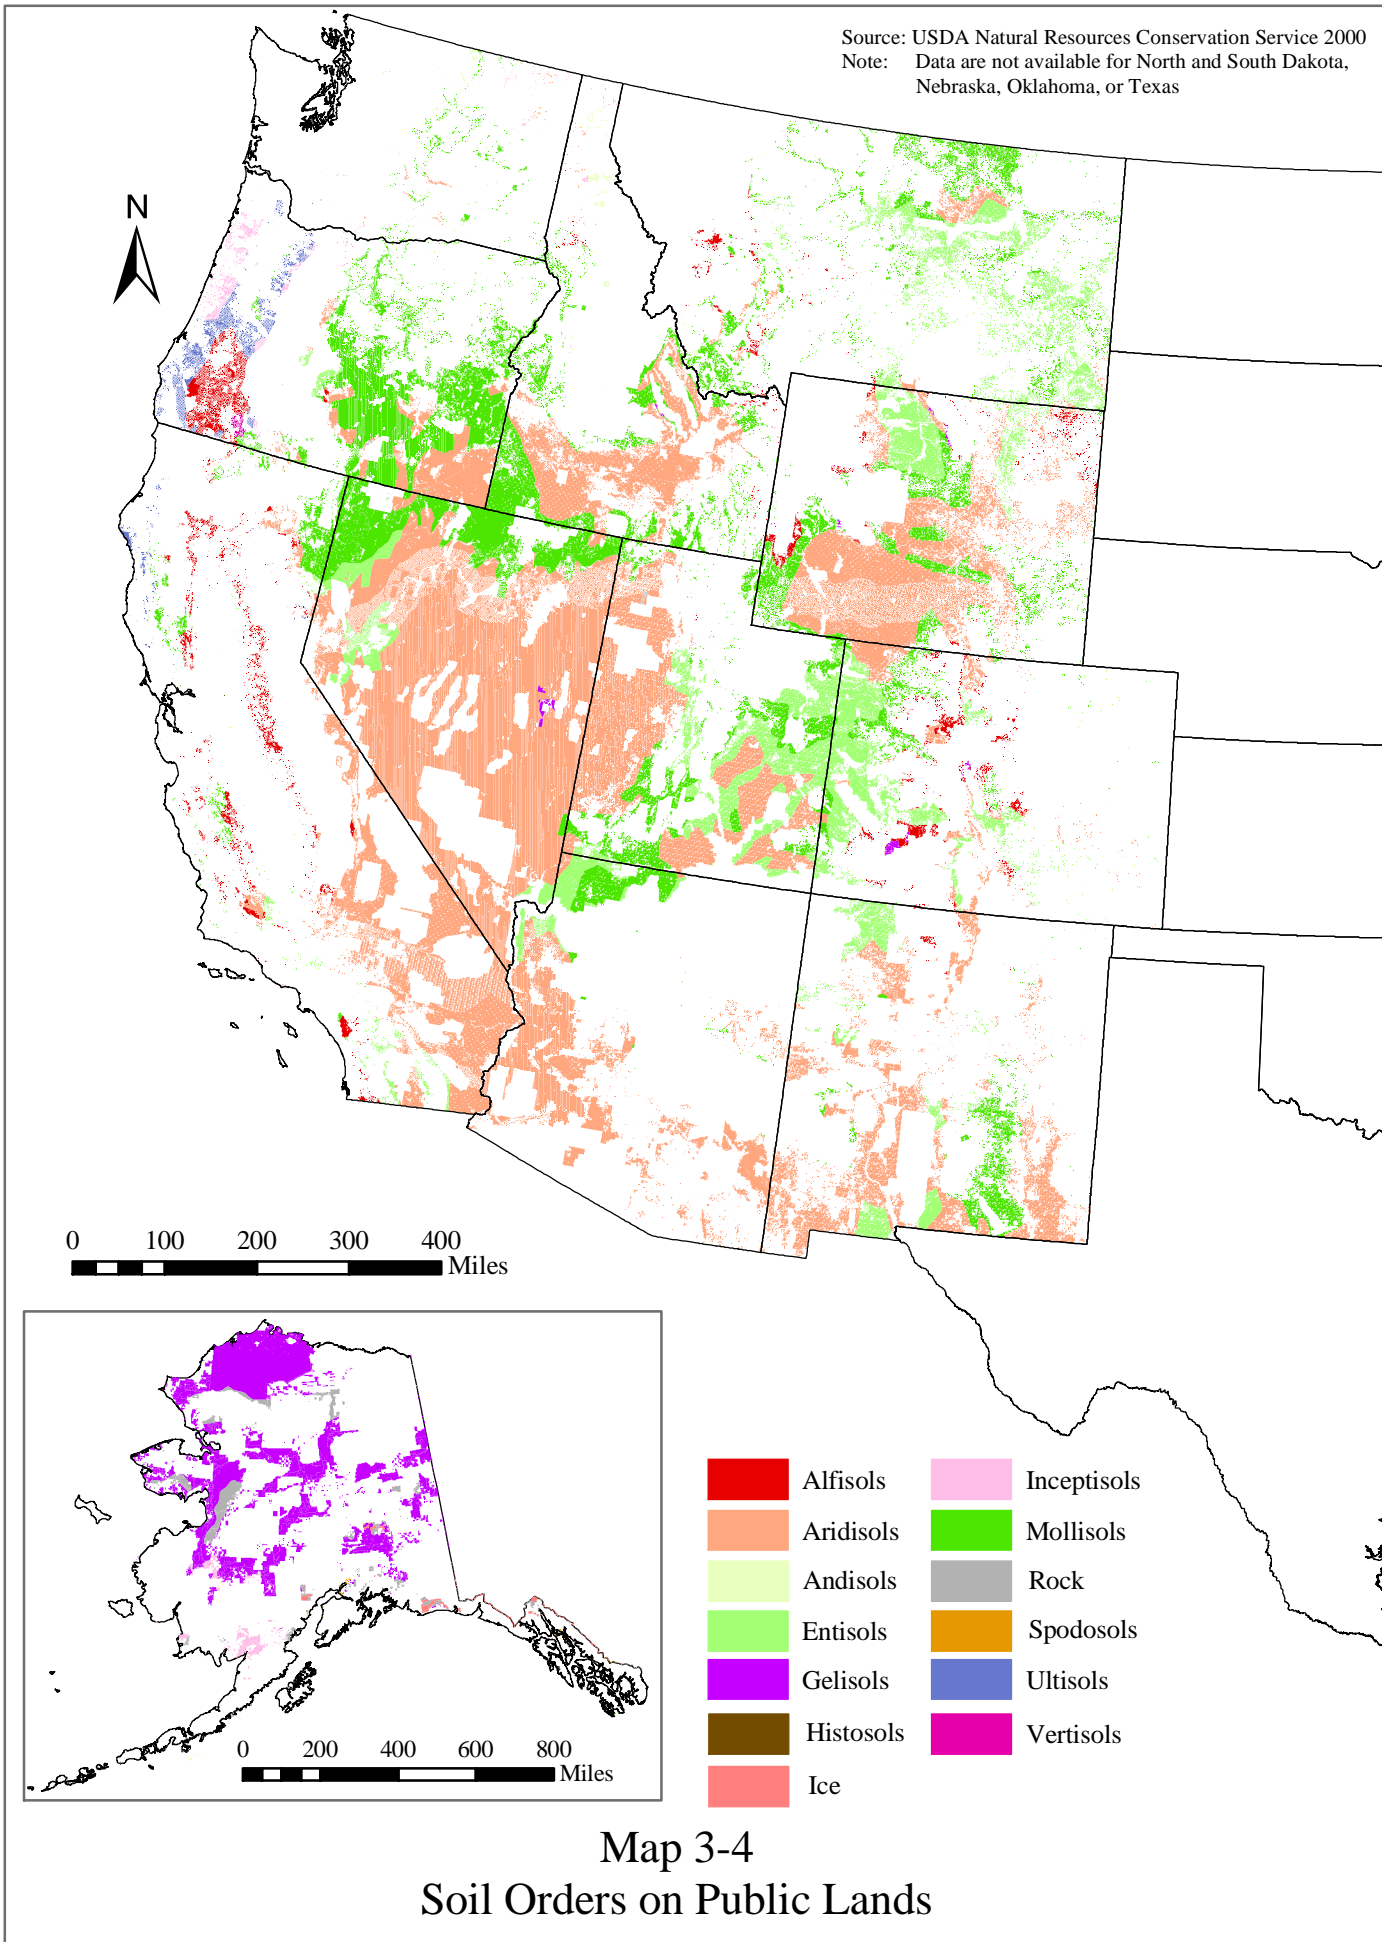 Source: USDA Natural Resources Conservation Service 2000
Note: Data are not available for North and South Dakota,
Nebraska, Oklahoma, or Texas
N
0 100 200 300 400
Miles
0 200 400 600 800
Miles
Alfisols
Aridisols
Andisols
Entisols
Gelisols
Histosols
Ice
Inceptisols
Mollisols
Rock
Spodosols
Ultisols
Vertisols
Map 3-4
Soil Orders on Public Lands